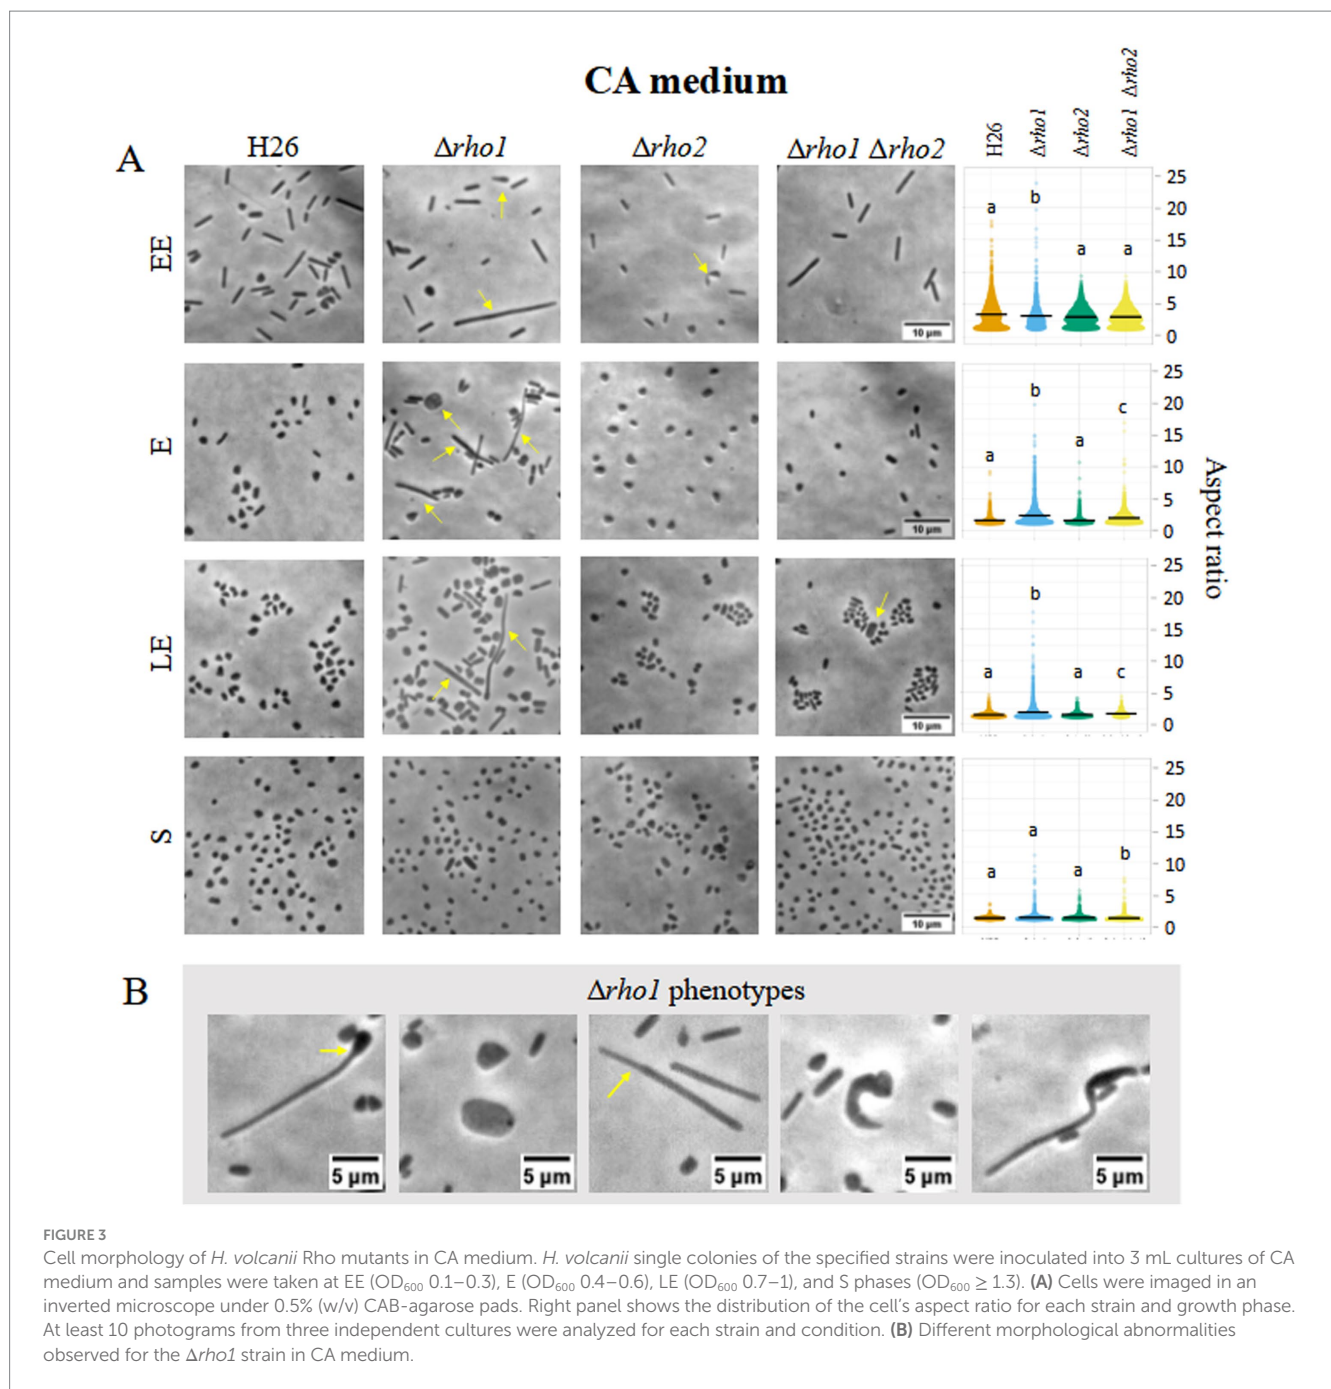 CA medium
A
H26
Δrho1
Δrho2
Δrho1 Δrho2
H26
Δrho1
Δrho2
Δrho1 Δrho2
EE
10 µm
a
b
a
a
25
20
15
10
5
0
E
10 µm
a
b
a
c
25
20
15
10
5
0
Aspect ratio
LE
10 µm
a
b
a
c
25
20
15
10
5
0
S
10 µm
a
a
a
b
25
20
15
10
5
0
B
Δrho1 phenotypes
5 µm
5 µm
5 µm
5 µm
5 µm
FIGURE 3
Cell morphology of H. volcanii Rho mutants in CA medium. H. volcanii single colonies of the specified strains were inoculated into 3 mL cultures of CA
medium and samples were taken at EE (OD600 0.1–0.3), E (OD600 0.4–0.6), LE (OD600 0.7–1), and S phases (OD600 ≥ 1.3). (A) Cells were imaged in an
inverted microscope under 0.5% (w/v) CAB-agarose pads. Right panel shows the distribution of the cell's aspect ratio for each strain and growth phase.
At least 10 photograms from three independent cultures were analyzed for each strain and condition. (B) Different morphological abnormalities
observed for the Δrho1 strain in CA medium.